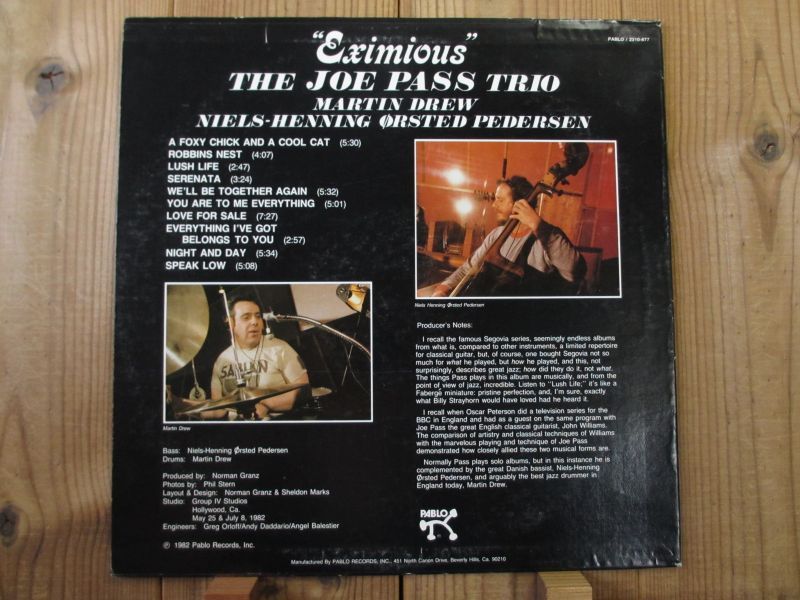 PABLO / 2310-877
"Eximious"
THE JOE PASS TRIO
MARTIN DREW
NIELS-HENNING ØRSTED PEDERSEN
A FOXY CHICK AND A COOL CAT (5:30)
ROBBINS NEST (4:07)
LUSH LIFE (2:47)
SERENATA (3:24)
WE'LL BE TOGETHER AGAIN (5:32)
YOU ARE TO ME EVERYTHING (5:01)
LOVE FOR SALE (7:27)
EVERYTHING I'VE GOT
BELONGS TO YOU (2:57)
NIGHT AND DAY (5:34)
SPEAK LOW (5:08)
Niels Henning Ørsted Pedersen
SABIAN
Martin Drew
Bass: Niels-Henning Ørsted Pedersen
Drums: Martin Drew
Produced by: Norman Granz
Photos by: Phil Stern
Layout & Design: Norman Granz & Sheldon Marks
Studio: Group IV Studios
Hollywood, Ca.
May 25 & July 8, 1982
Engineers: Greg Orloff/Andy Daddario/Angel Balestier
℗ 1982 Pablo Records, Inc.
Producer's Notes:
I recall the famous Segovia series, seemingly endless albums
from what is, compared to other instruments, a limited repertoire
for classical guitar, but, of course, one bought Segovia not so
much for what he played, but how he played, and this, not
surprisingly, describes great jazz; how did they do it, not what.
The things Pass plays in this album are musically, and from the
point of view of jazz, incredible. Listen to "Lush Life;" it's like a
Fabergé miniature: pristine perfection, and, I'm sure, exactly
what Billy Strayhorn would have loved had he heard it.
I recall when Oscar Peterson did a television series for the
BBC in England and had as a guest on the same program with
Joe Pass the great English classical guitarist, John Williams.
The comparison of artistry and classical techniques of Williams
with the marvelous playing and technique of Joe Pass
demonstrated how closely allied these two musical forms are.
Normally Pass plays solo albums, but in this instance he is
complemented by the great Danish bassist, Niels-Henning
Ørsted Pedersen, and arguably the best jazz drummer in
England today, Martin Drew.
PABLO
Manufactured By PABLO RECORDS, INC., 451 North Canon Drive, Beverly Hills, Ca. 90210